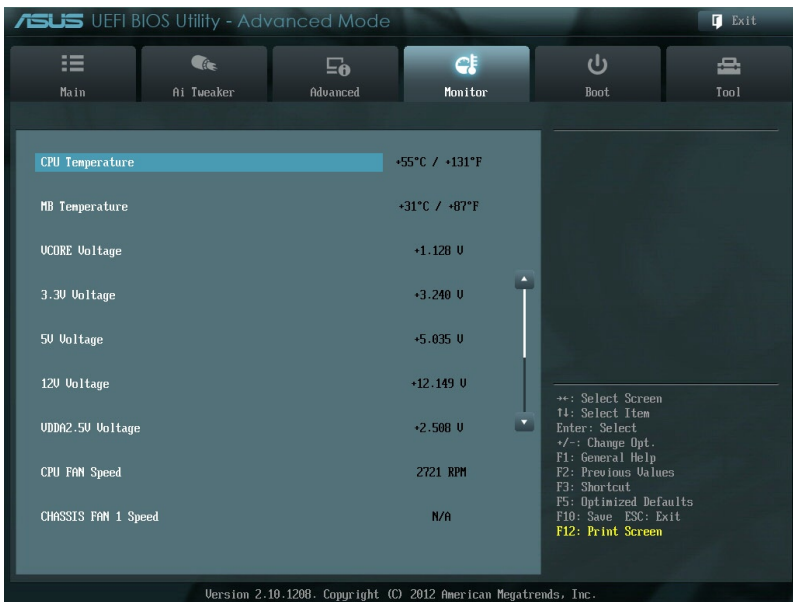 ASUS UEFI BIOS Utility - Advanced Mode
Exit
Main
Ai Tweaker
Advanced
Monitor
Boot
Tool
CPU Temperature +55°C / +131°F
MB Temperature +31°C / +87°F
VCORE Voltage +1.128 V
3.3V Voltage +3.240 V
5V Voltage +5.035 V
12V Voltage +12.149 V
VDDA2.5V Voltage +2.508 V
CPU FAN Speed 2721 RPM
CHASSIS FAN 1 Speed N/A
→←: Select Screen
↑↓: Select Item
Enter: Select
+/-: Change Opt.
F1: General Help
F2: Previous Values
F3: Shortcut
F5: Optimized Defaults
F10: Save ESC: Exit
F12: Print Screen
Version 2.10.1208. Copyright (C) 2012 American Megatrends, Inc.